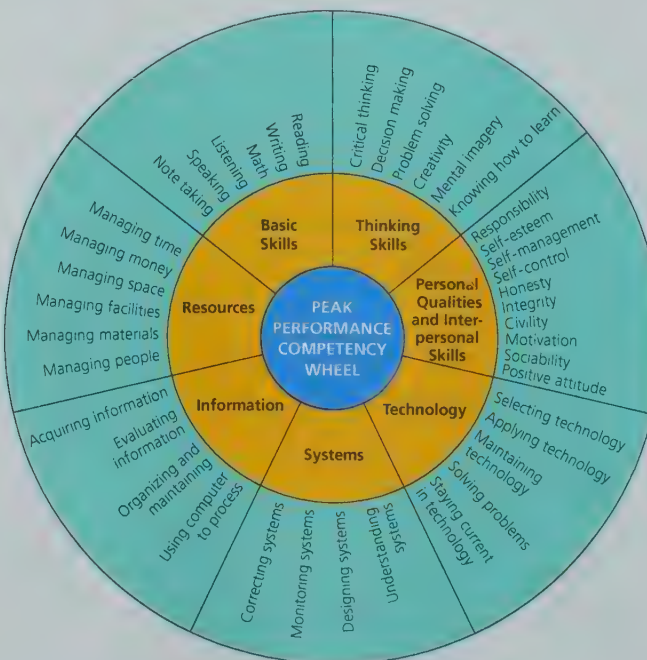 PEAK
PERFORMANCE
COMPETENCY
WHEEL
Basic
Skills
Reading
Writing
Math
Listening
Speaking
Note taking
Thinking
Skills
Critical thinking
Decision making
Problem solving
Creativity
Mental imagery
Knowing how to learn
Personal
Qualities
and Inter-
personal
Skills
Responsibility
Self-esteem
Self-management
Self-control
Honesty
Integrity
Civility
Motivation
Sociability
Positive attitude
Technology
Selecting technology
Applying technology
Maintaining
technology
Solving problems
Staying current
in technology
Systems
Understanding
systems
Designing systems
Monitoring systems
Correcting systems
Information
Acquiring information
Evaluating
information
Organizing and
maintaining
Using computer
to process
Resources
Managing time
Managing money
Managing space
Managing facilities
Managing materials
Managing people